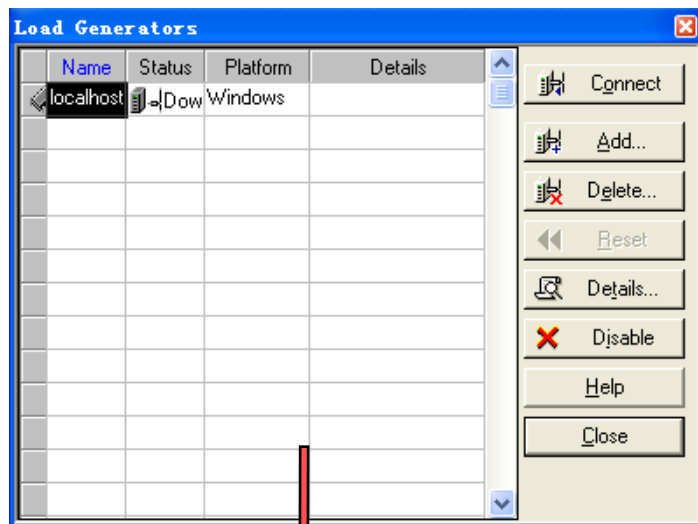 Load Generators
Name Status Platform Details
localhost Dow Windows
Connect
Add...
Delete...
Reset
Details...
Disable
Help
Close